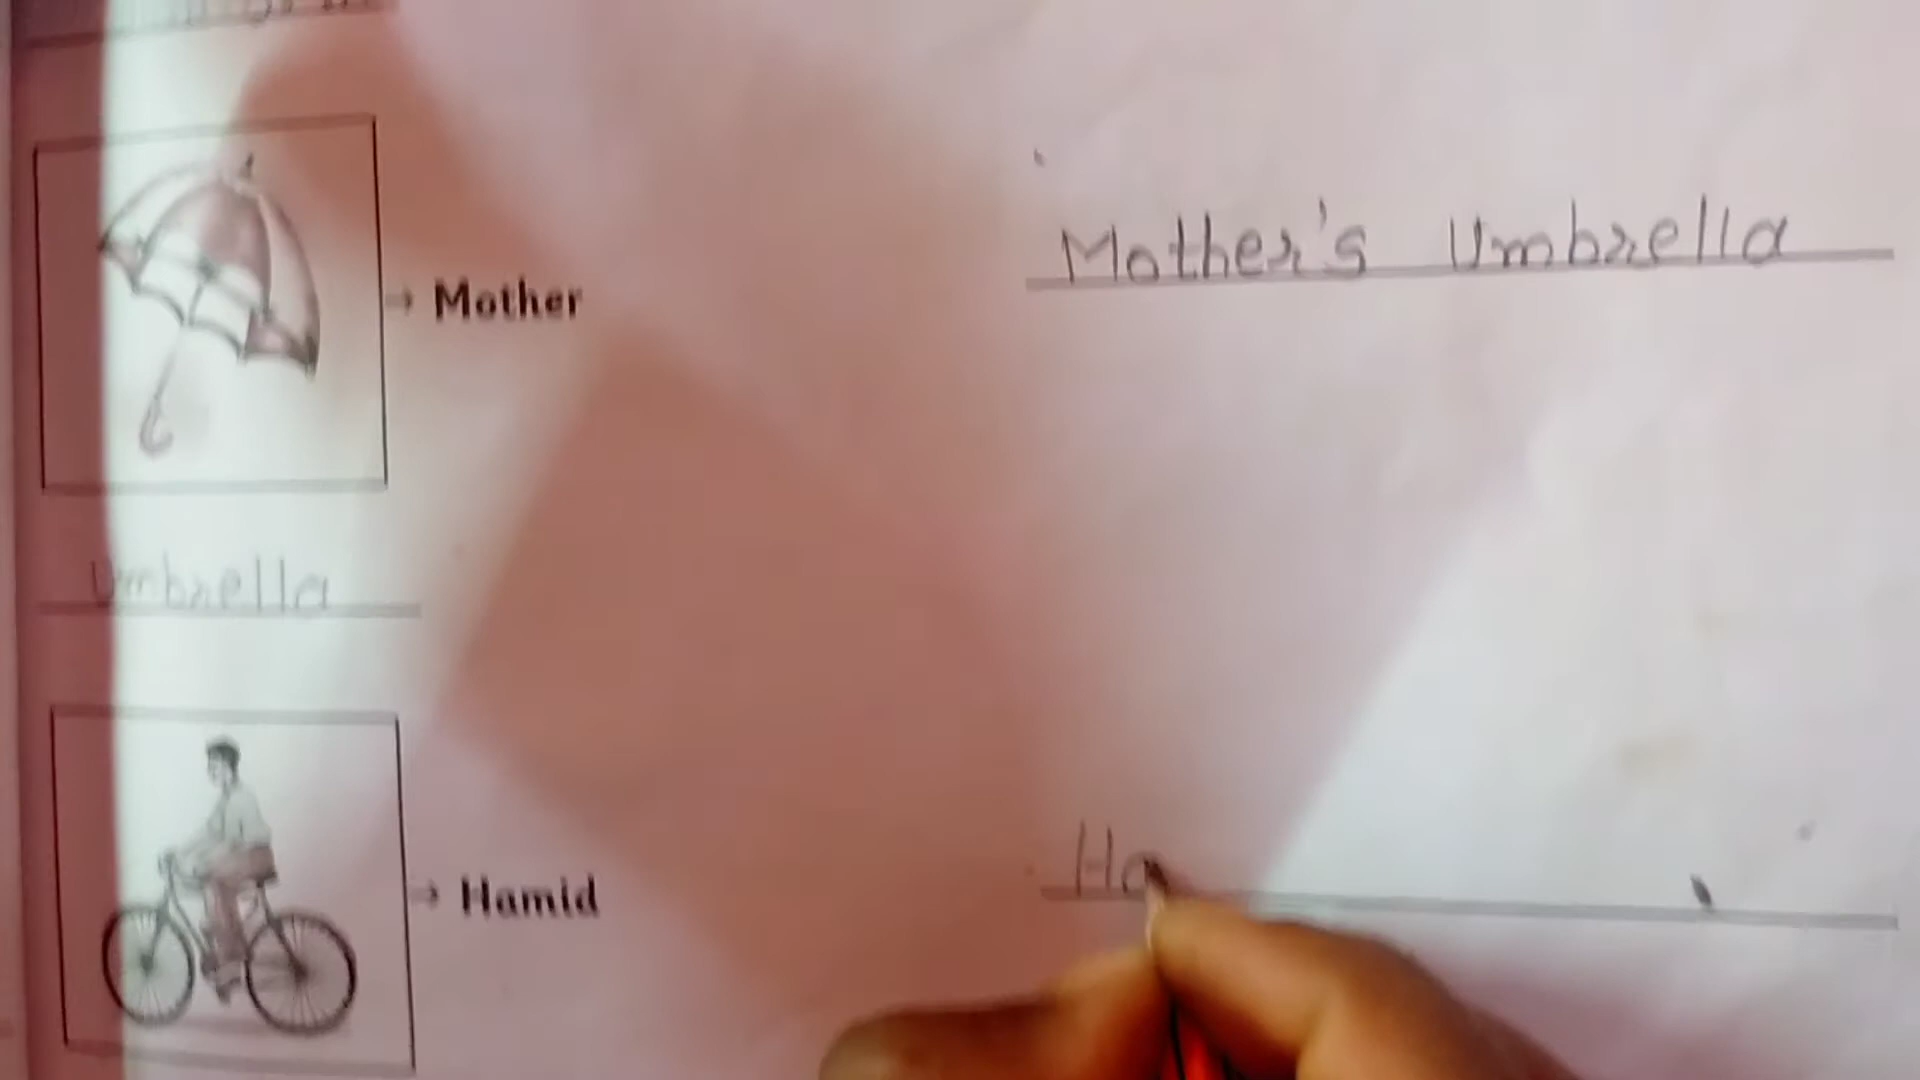 Mother's Umbrella
→ Mother
Umbrella
Ha
→ Hamid